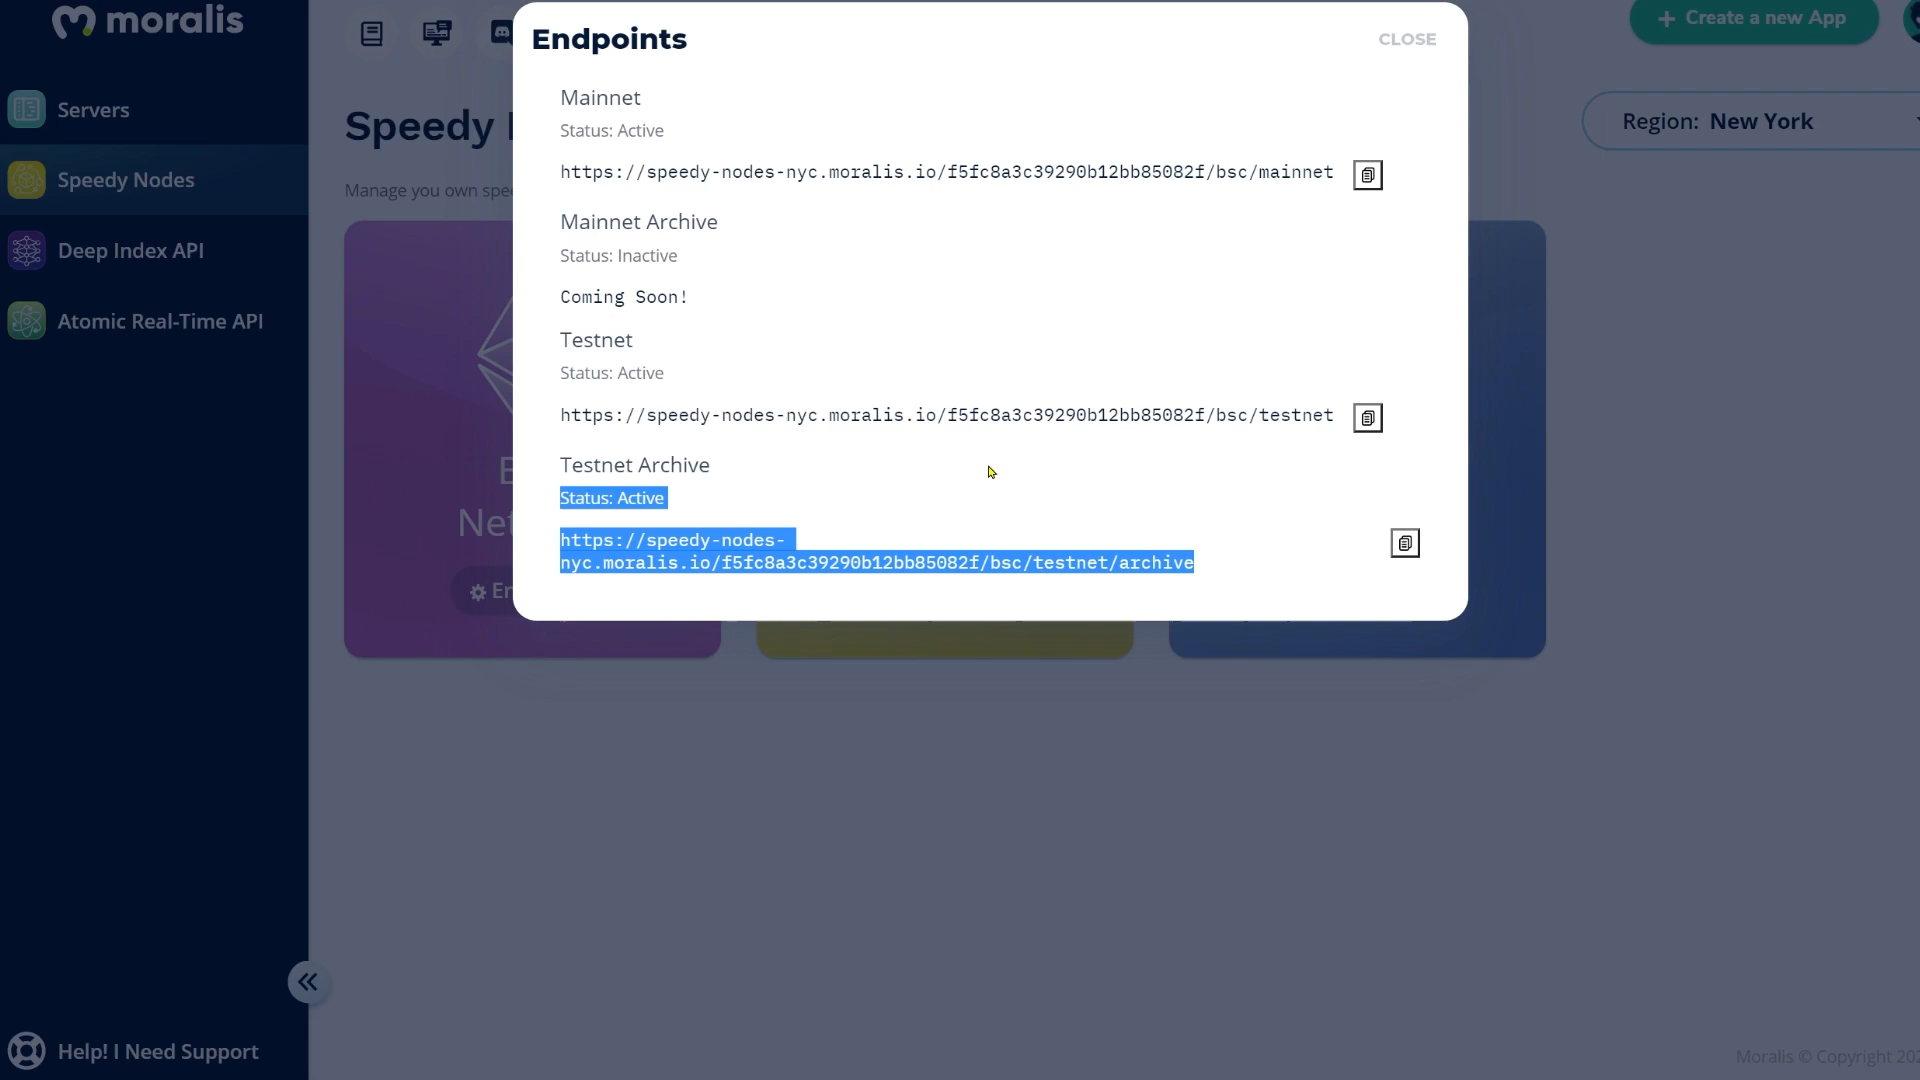 moralis
Servers
Speedy Nodes
Deep Index API
Atomic Real-Time API
Help! I Need Support
Create a new App
Region: New York
Speedy
Manage you own
Endpoints
CLOSE
Mainnet
Status: Active
https://speedy-nodes-nyc.moralis.io/f5fc8a3c39290b12bb85082f/bsc/mainnet
Mainnet Archive
Status: Inactive
Coming Soon!
Testnet
Status: Active
https://speedy-nodes-nyc.moralis.io/f5fc8a3c39290b12bb85082f/bsc/testnet
Testnet Archive
Status: Active
https://speedy-nodes-
nyc.moralis.io/f5fc8a3c39290b12bb85082f/bsc/testnet/archive
Moralis © Copyright